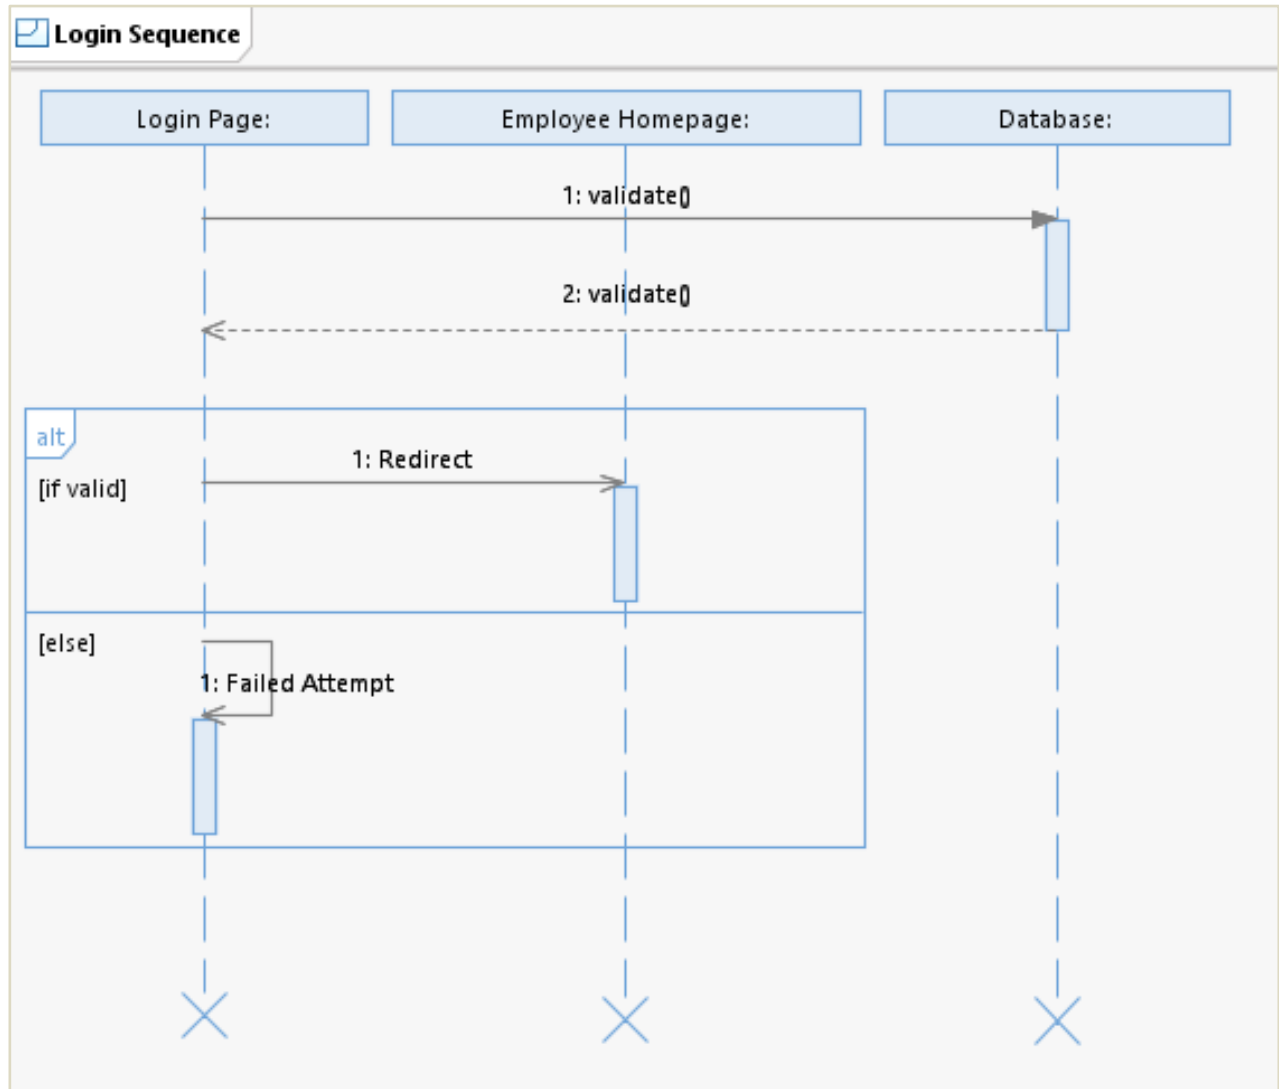 Login Sequence
Login Page:
Employee Homepage:
Database:
1: validate()
2: validate()
alt
1: Redirect
[if valid]
[else]
1: Failed Attempt